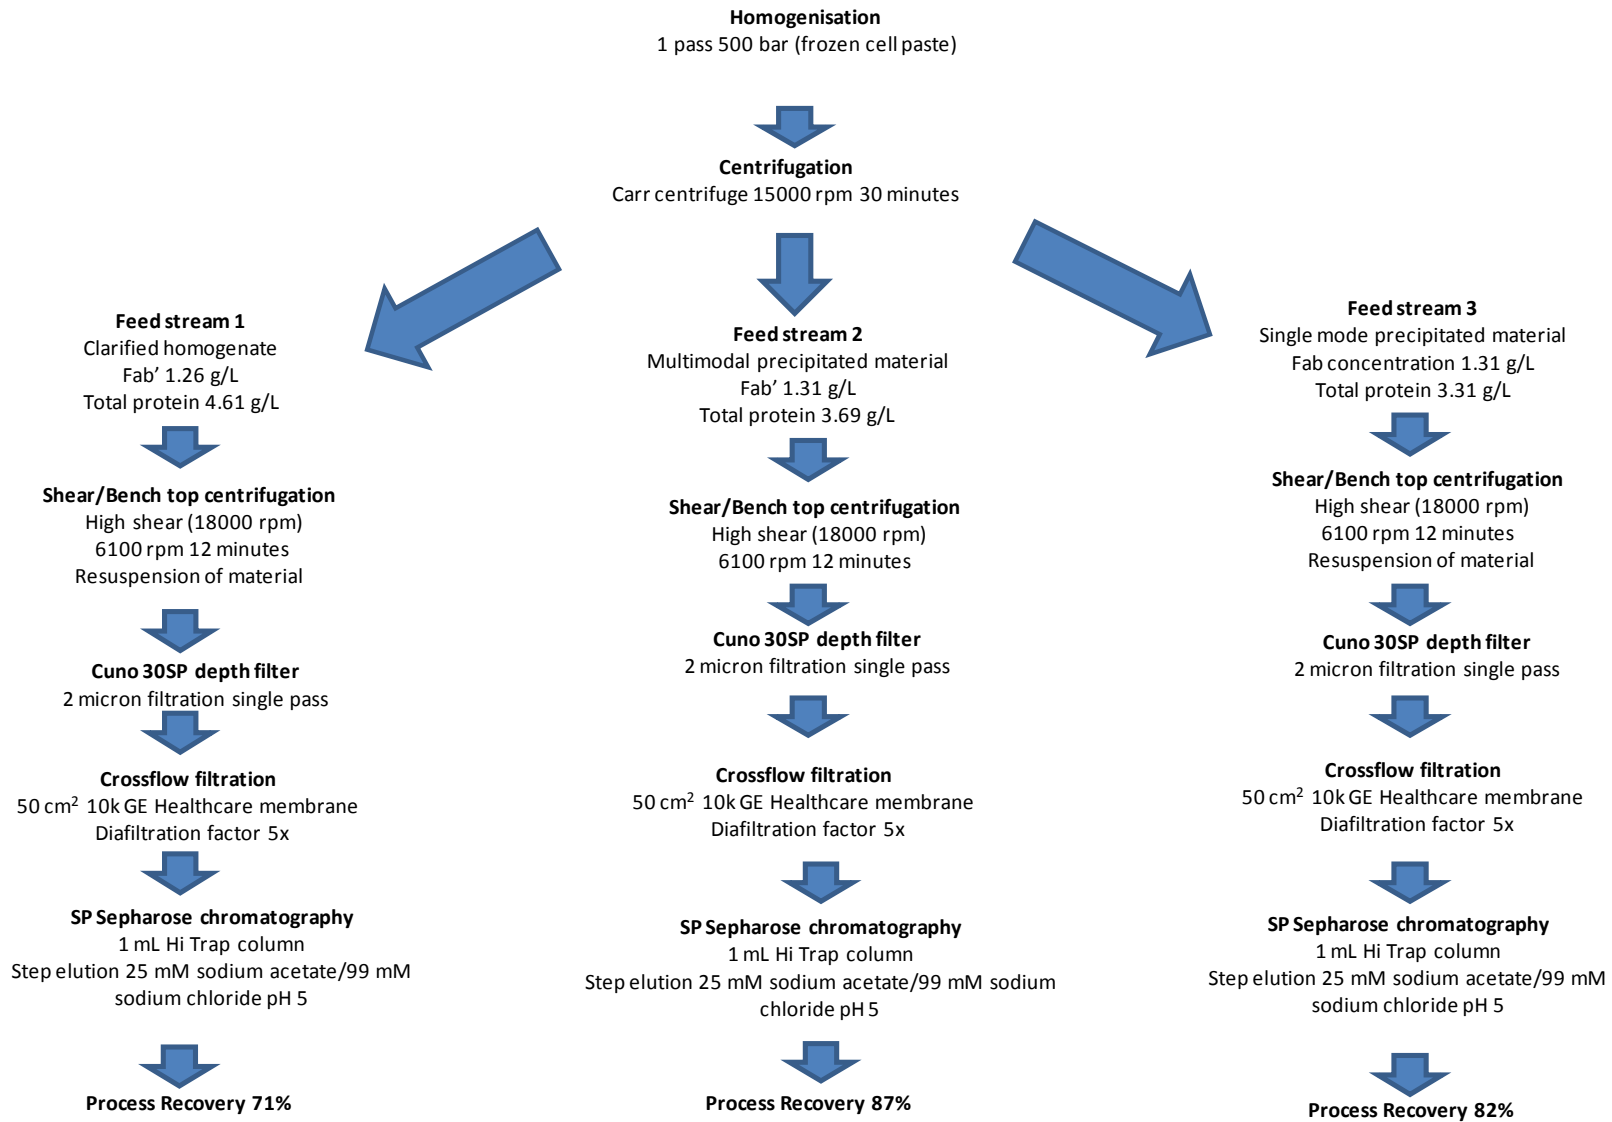 Homogenisation
1 pass 500 bar (frozen cell paste)
Centrifugation
Carr centrifuge 15000 rpm 30 minutes
Feed stream 1
Clarified homogenate
Fab’ 1.26 g/L
Total protein 4.61 g/L
Shear/Bench top centrifugation
High shear (18000 rpm)
6100 rpm 12 minutes
Resuspension of material
Cuno 30SP depth filter
2 micron filtration single pass
Crossflow filtration
50 cm² 10k GE Healthcare membrane
Diafiltration factor 5x
SP Sepharose chromatography
1 mL Hi Trap column
Step elution 25 mM sodium acetate/99 mM
sodium chloride pH 5
Process Recovery 71%
Feed stream 2
Multimodal precipitated material
Fab’ 1.31 g/L
Total protein 3.69 g/L
Shear/Bench top centrifugation
High shear (18000 rpm)
6100 rpm 12 minutes
Cuno 30SP depth filter
2 micron filtration single pass
Crossflow filtration
50 cm² 10k GE Healthcare membrane
Diafiltration factor 5x
SP Sepharose chromatography
1 mL Hi Trap column
Step elution 25 mM sodium acetate/99 mM sodium
chloride pH 5
Process Recovery 87%
Feed stream 3
Single mode precipitated material
Fab concentration 1.31 g/L
Total protein 3.31 g/L
Shear/Bench top centrifugation
High shear (18000 rpm)
6100 rpm 12 minutes
Resuspension of material
Cuno 30SP depth filter
2 micron filtration single pass
Crossflow filtration
50 cm² 10k GE Healthcare membrane
Diafiltration factor 5x
SP Sepharose chromatography
1 mL Hi Trap column
Step elution 25 mM sodium acetate/99 mM
sodium chloride pH 5
Process Recovery 82%